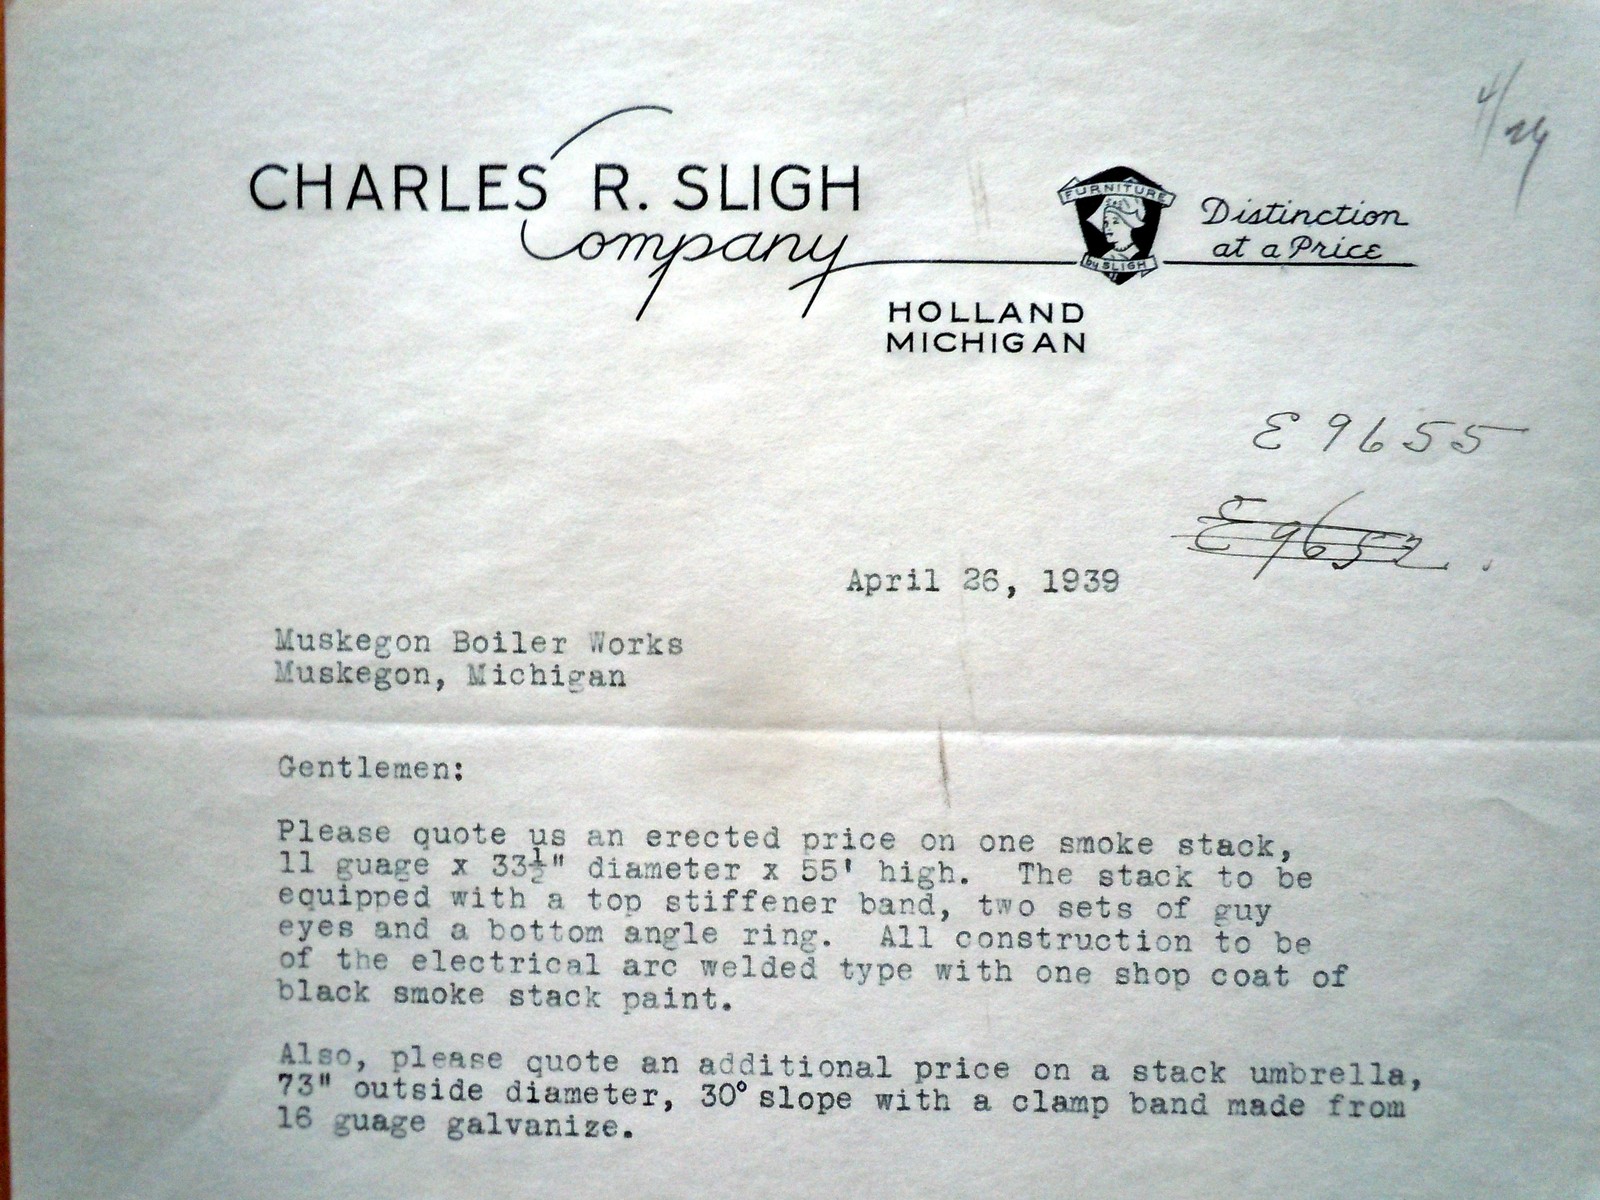 4/29
CHARLES R. SLIGH
Company
FURNITURE
by SLIGH
Distinction
at a Price
HOLLAND
MICHIGAN
E 9655
E9652
April 26, 1939
Muskegon Boiler Works
Muskegon, Michigan
Gentlemen:
Please quote us an erected price on one smoke stack,
11 guage x 33½" diameter x 55' high. The stack to be
equipped with a top stiffener band, two sets of guy
eyes and a bottom angle ring. All construction to be
of the electrical arc welded type with one shop coat of
black smoke stack paint.
Also, please quote an additional price on a stack umbrella,
73" outside diameter, 30° slope with a clamp band made from
16 guage galvanize.